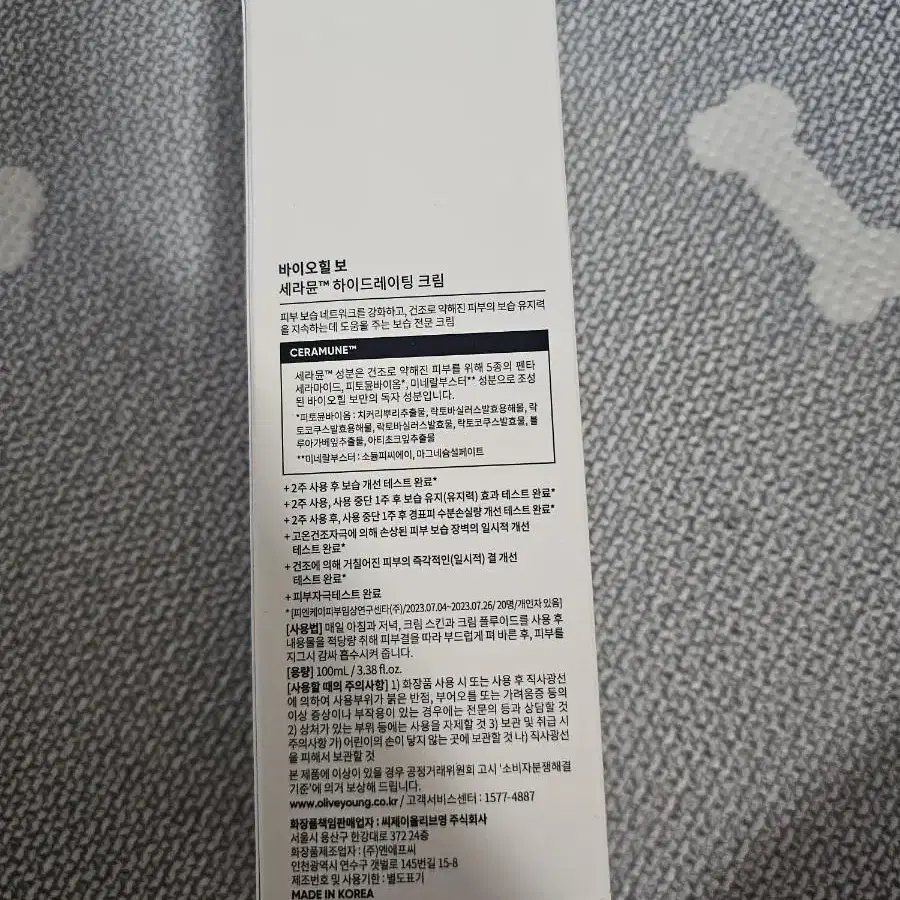 바이오힐 보
세라뮨™ 하이드레이팅 크림
피부 보습 네트워크를 강화하고, 건조로 약해진 피부의 보습 유지력
을 지속하는데 도움을 주는 보습 전문 크림
CERAMUNE™
세라뮨™ 성분은 건조로 약해진 피부를 위해 5종의 펜타
세라마이드, 피토뮨바이옴*, 미네랄부스터** 성분으로 조성
된 바이오힐 보만의 독자 성분입니다.
*피토뮨바이옴 : 치커리뿌리추출물, 락토바실러스발효용해물, 락
토코쿠스발효용해물, 락토바실러스발효물, 락토코쿠스발효물, 블
루아가베잎추출물, 아티초크잎추출물
**미네랄부스터 : 소듐피씨에이, 마그네슘설페이트
+ 2주 사용 후 보습 개선 테스트 완료*
+ 2주 사용, 사용 중단 1주 후 보습 유지(유지력) 효과 테스트 완료*
+ 2주 사용 후, 사용 중단 1주 후 경표피 수분손실량 개선 테스트 완료*
+ 고온건조자극에 의해 손상된 피부 보습 장벽의 일시적 개선
테스트 완료*
+ 건조에 의해 거칠어진 피부의 즉각적인(일시적) 결 개선
테스트 완료*
+ 피부자극테스트 완료
* [피엔케이피부임상연구센타(주)/2023.07.04~2023.07.26/ 20명/개인차 있음]
[사용법] 매일 아침과 저녁, 크림 스킨과 크림 플루이드를 사용 후
내용물을 적당량 취해 피부결을 따라 부드럽게 펴 바른 후, 피부를
지그시 감싸 흡수시켜 줍니다.
[용량] 100mL / 3.38 fl.oz.
[사용할 때의 주의사항] 1) 화장품 사용 시 또는 사용 후 직사광선
에 의하여 사용부위가 붉은 반점, 부어오름 또는 가려움증 등의
이상 증상이나 부작용이 있는 경우에는 전문의 등과 상담할 것
2) 상처가 있는 부위 등에는 사용을 자제할 것 3) 보관 및 취급 시
주의사항 가) 어린이의 손이 닿지 않는 곳에 보관할 것 나) 직사광선
을 피해서 보관할 것
본 제품에 이상이 있을 경우 공정거래위원회 고시 '소비자분쟁해결
기준'에 의거 보상해 드립니다.
www.oliveyoung.co.kr / 고객서비스센터 : 1577-4887
화장품책임판매업자 : 씨제이올리브영 주식회사
서울시 용산구 한강대로 372 24층
화장품제조업자 : (주)엔에프씨
인천광역시 연수구 갯벌로 145번길 15-8
제조번호 및 사용기한 : 별도표기
MADE IN KOREA